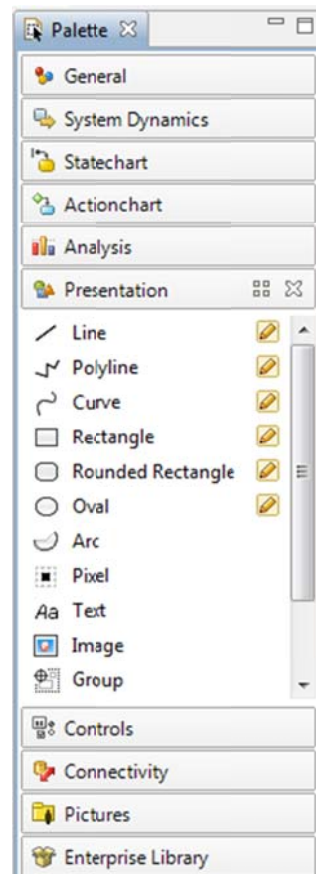 Palette
General
System Dynamics
Statechart
Actionchart
Analysis
Presentation
Line
Polyline
Curve
Rectangle
Rounded Rectangle
Oval
Arc
Pixel
Aa Text
Image
Group
Controls
Connectivity
Pictures
Enterprise Library